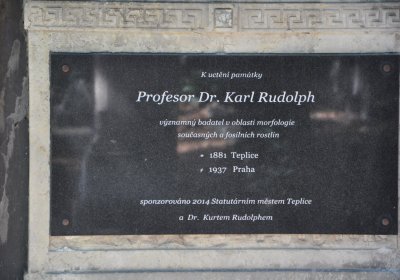 K uctění památky
Profesor Dr. Karl Rudolph
významný badatel v oblasti morfologie
současných a fosilních rostlin
* 1881 Teplice
+ 1937 Praha
sponzorováno 2014 Statutárním městem Teplice
a Dr. Kurtem Rudolphem